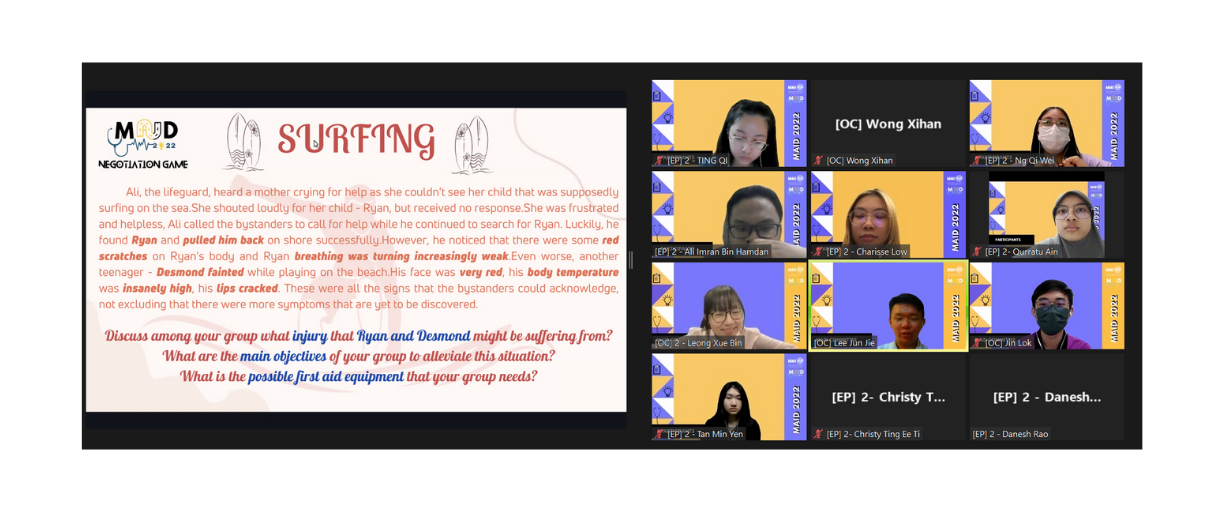 MAID
2022
NEGOTIATION GAME
SURFING
Ali, the lifeguard, heard a mother crying for help as she couldn't see her child that was supposedly
surfing on the sea.She shouted loudly for her child - Ryan, but received no response.She was frustrated
and helpless, Ali called the bystanders to call for help while he continued to search for Ryan. Luckily, he
found Ryan and pulled him back on shore successfully.However, he noticed that there were some red
scratches on Ryan's body and Ryan breathing was turning increasingly weak.Even worse, another
teenager - Desmond fainted while playing on the beach.His face was very red, his body temperature
was insanely high, his lips cracked. These were all the signs that the bystanders could acknowledge,
not excluding that there were more symptoms that are yet to be discovered.
Discuss among your group what injury that Ryan and Desmond might be suffering from?
What are the main objectives of your group to alleviate this situation?
What is the possible first aid equipment that your group needs?
MAID 2022
[EP] 2 - TING QI
[OC] Wong Xihan
[OC] Wong Xihan
MAID 2022
[EP] 2 - Ng Qi Wei
MAID 2022
[EP] 2 - Ali Imran Bin Hamdan
MAID 2022
[EP] 2 - Charisse Low
PARTICIPANTS
[EP] 2 - Qurratu Ain
MAID 2022
[OC] 2 - Leong Xue Bin
MAID 2022
[OC] Lee Jun Jie
MAID 2022
[OC] Jin Lok
MAID 2022
[EP] 2 - Tan Min Yen
[EP] 2- Christy T...
[EP] 2- Christy Ting Ee Ti
[EP] 2 - Danesh...
[EP] 2 - Danesh Rao